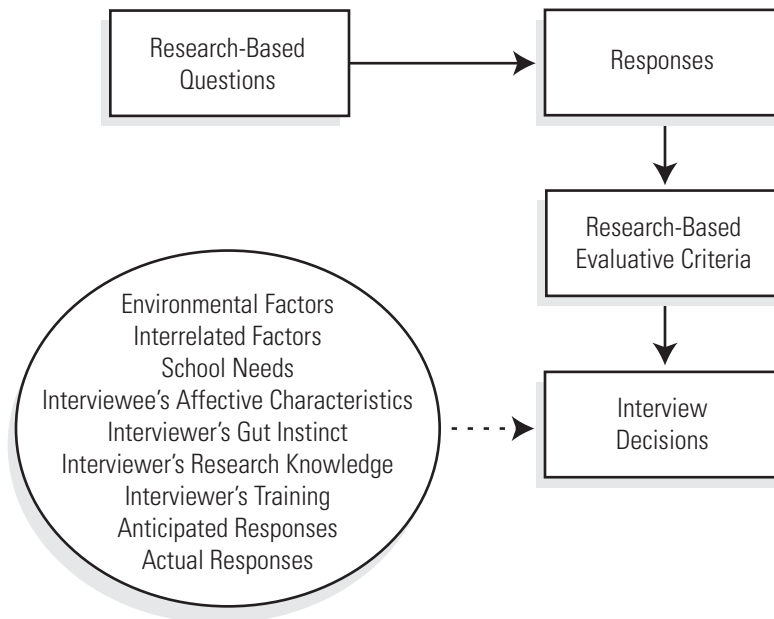 Research-Based
Questions
Responses
Research-Based
Evaluative Criteria
Environmental Factors
Interrelated Factors
School Needs
Interviewee’s Affective Characteristics
Interviewer’s Gut Instinct
Interviewer’s Research Knowledge
Interviewer’s Training
Anticipated Responses
Actual Responses
Interview
Decisions